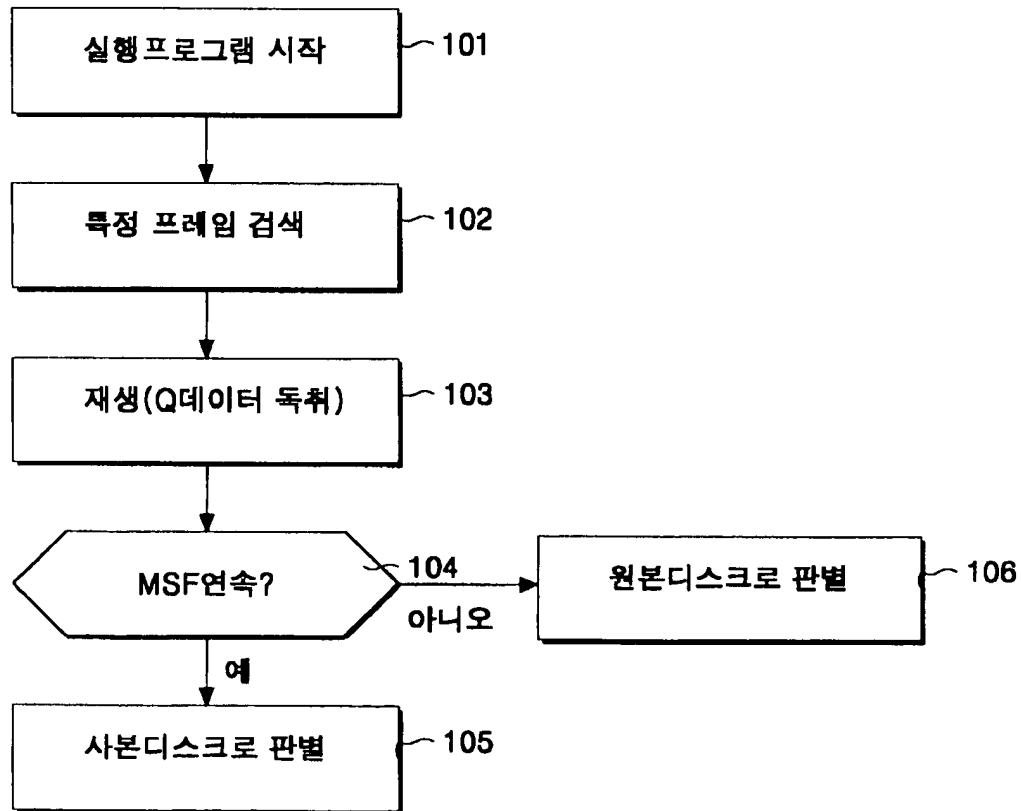 실행프로그램 시작
101
특정 프레임 검색
102
재생(Q데이터 독취)
103
MSF연속?
104
아니오
원본디스크로 판별
106
예
사본디스크로 판별
105